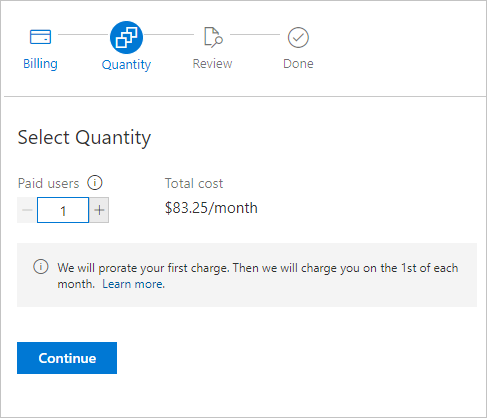 Billing
Quantity
Review
Done
Select Quantity
Paid users
Total cost
1
$83.25/month
We will prorate your first charge. Then we will charge you on the 1st of each
month. Learn more.
Continue